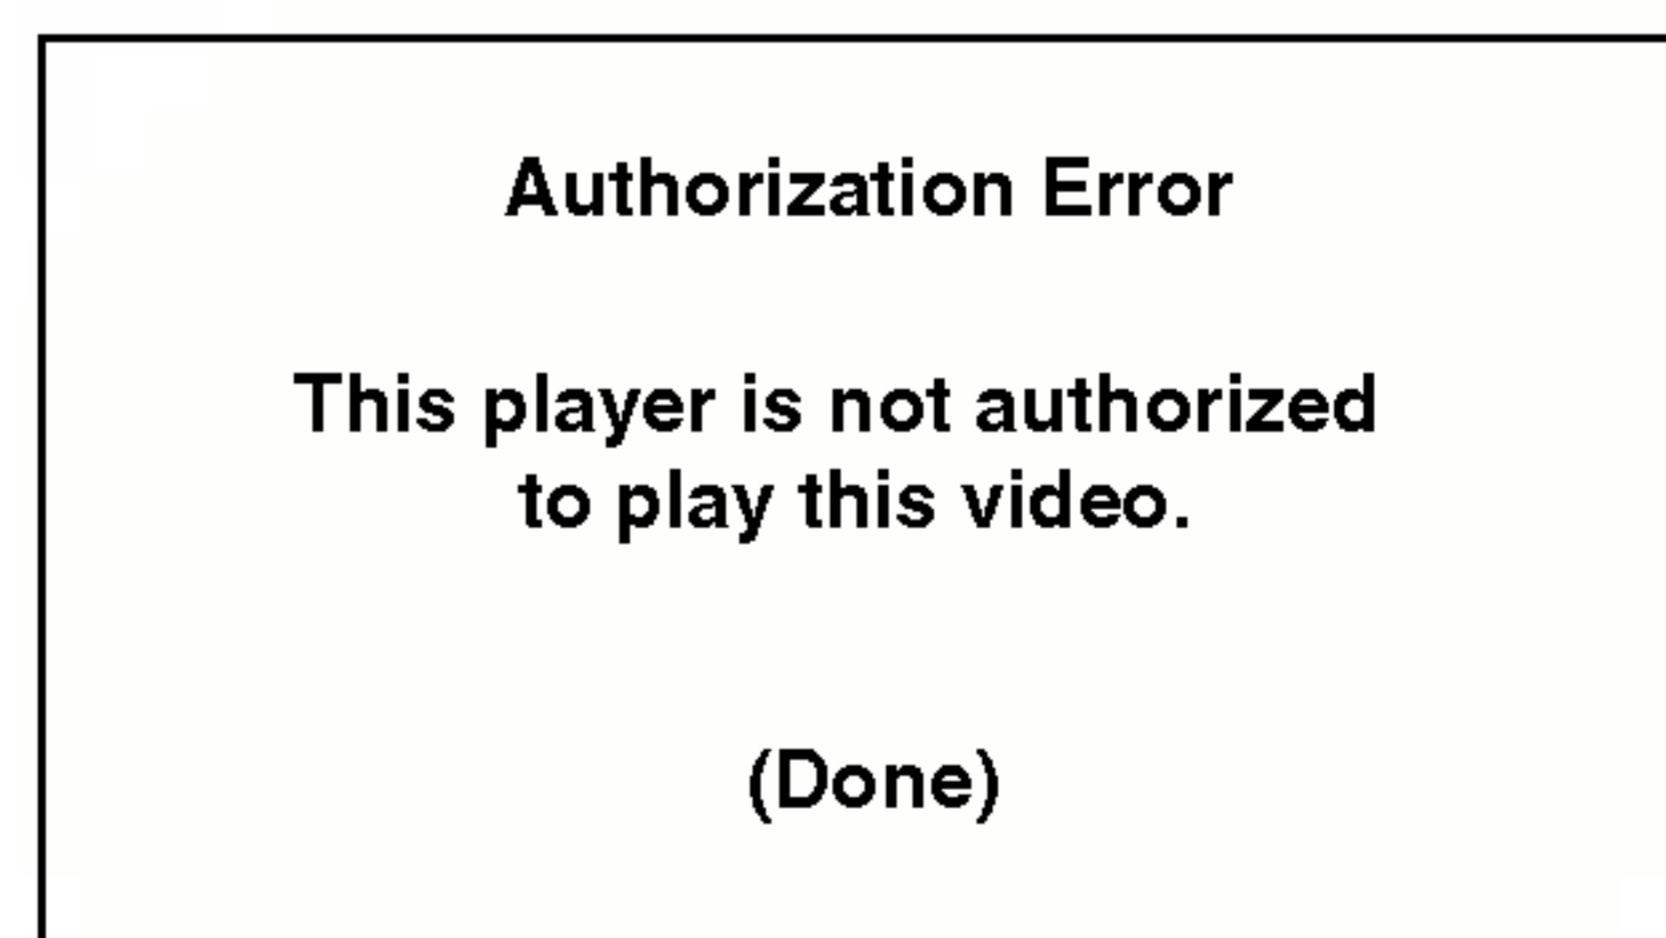 Authorization Error
This player is not authorized
to play this video.
(Done)